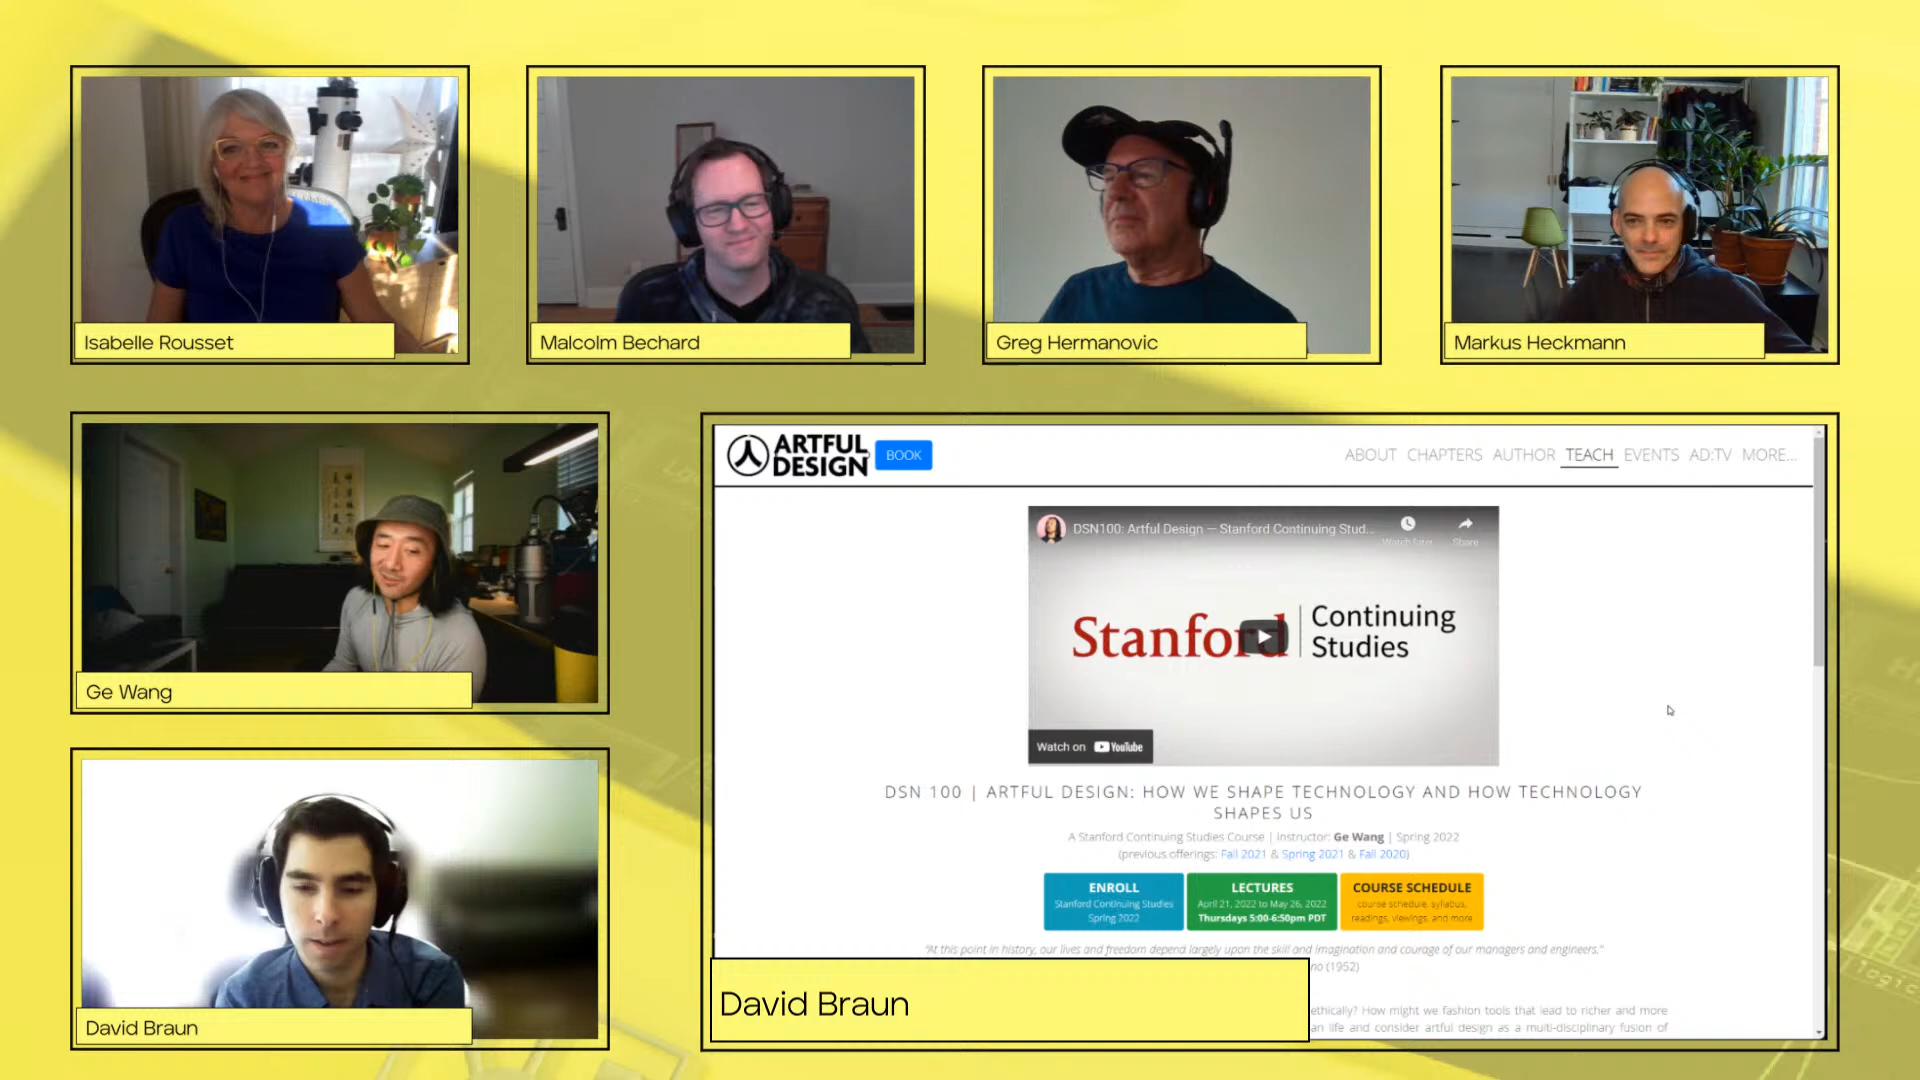 Isabelle Rousset
Malcolm Bechard
Greg Hermanovic
Markus Heckmann
Ge Wang
David Braun
ARTFUL
DESIGN
BOOK
ABOUT CHAPTERS AUTHOR TEACH EVENTS AD:TV MORE...
DSN100: Artful Design — Stanford Continuing Stud...
Watch later
Share
Stanford
Continuing
Studies
Watch on YouTube
DSN 100 | ARTFUL DESIGN: HOW WE SHAPE TECHNOLOGY AND HOW TECHNOLOGY
SHAPES US
A Stanford Continuing Studies Course | Instructor: Ge Wang | Spring 2022
(previous offerings: Fall 2021 & Spring 2021 & Fall 2020)
ENROLL
Stanford Continuing Studies
Spring 2022
LECTURES
April 21, 2022 to May 26, 2022
Thursdays 5:00-6:50pm PDT
COURSE SCHEDULE
course schedule, syllabus,
readings, viewings, and more
"At this point in history, our lives and freedom depend largely upon the skill and imagination and courage of our managers and engineers."
no (1952)
ethically? How might we fashion tools that lead to richer and more
an life and consider artful design as a multi-disciplinary fusion of
David Braun